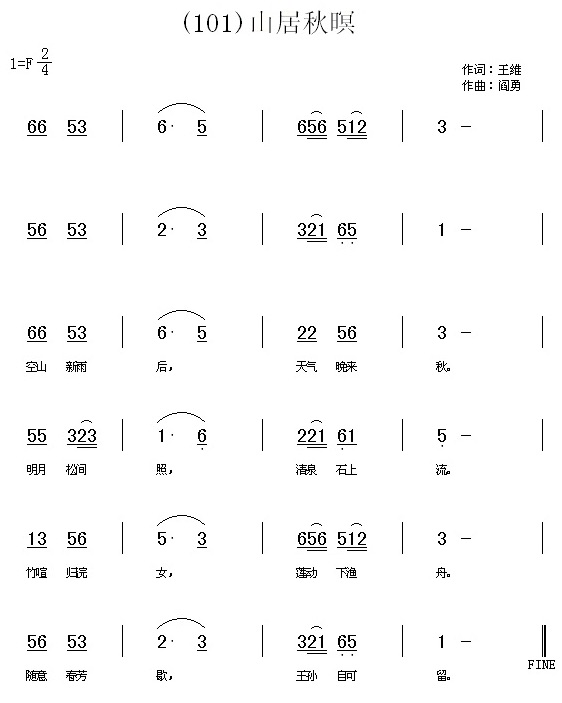 (101)山居秋暝
1=F 2/4
作词:王维
作曲:阎勇
66 53 | 6· 5 | 656 512 | 3 - |
56 53 | 2· 3 | 321 65 | 1 - |
66 53 | 6· 5 | 22 56 | 3 - |
空山 新雨 后, 天气 晚来 秋。
55 323 | 1· 6 | 221 61 | 5 - |
明月 松间 照, 清泉 石上 流。
13 56 | 5· 3 | 656 512 | 3 - |
竹喧 归浣 女, 莲动 下渔 舟。
56 53 | 2· 3 | 321 65 | 1 - ‖
FINE
随意 春芳 歇, 王孙 自可 留。